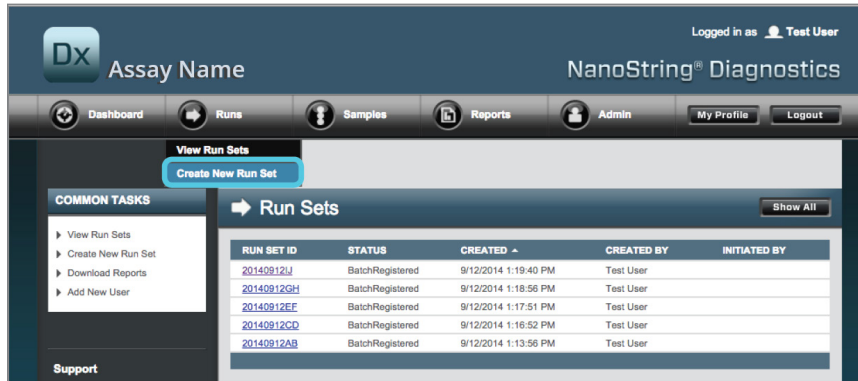 Logged in as Test User
Dx Assay Name
NanoString® Diagnostics
Dashboard Runs Samples Reports Admin My Profile Logout
View Run Sets
Create New Run Set
COMMON TASKS
View Run Sets
Create New Run Set
Download Reports
Add New User
Support
Run Sets Show All
RUN SET ID STATUS CREATED CREATED BY INITIATED BY
20140912IJ BatchRegistered 9/12/2014 1:19:40 PM Test User
20140912GH BatchRegistered 9/12/2014 1:18:56 PM Test User
20140912EF BatchRegistered 9/12/2014 1:17:51 PM Test User
20140912CD BatchRegistered 9/12/2014 1:16:52 PM Test User
20140912AB BatchRegistered 9/12/2014 1:13:56 PM Test User